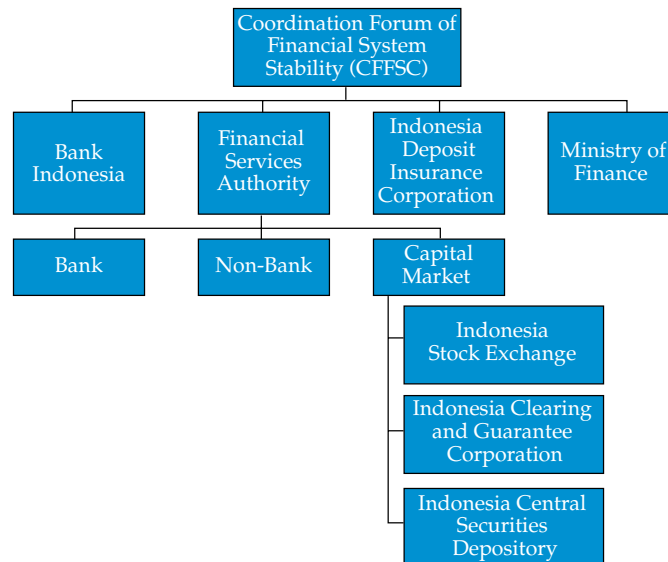 Coordination Forum of
Financial System
Stability (CFFSC)
Bank
Indonesia
Financial
Services
Authority
Indonesia
Deposit
Insurance
Corporation
Ministry of
Finance
Bank
Non-Bank
Capital
Market
Indonesia
Stock Exchange
Indonesia Clearing
and Guarantee
Corporation
Indonesia Central
Securities
Depository